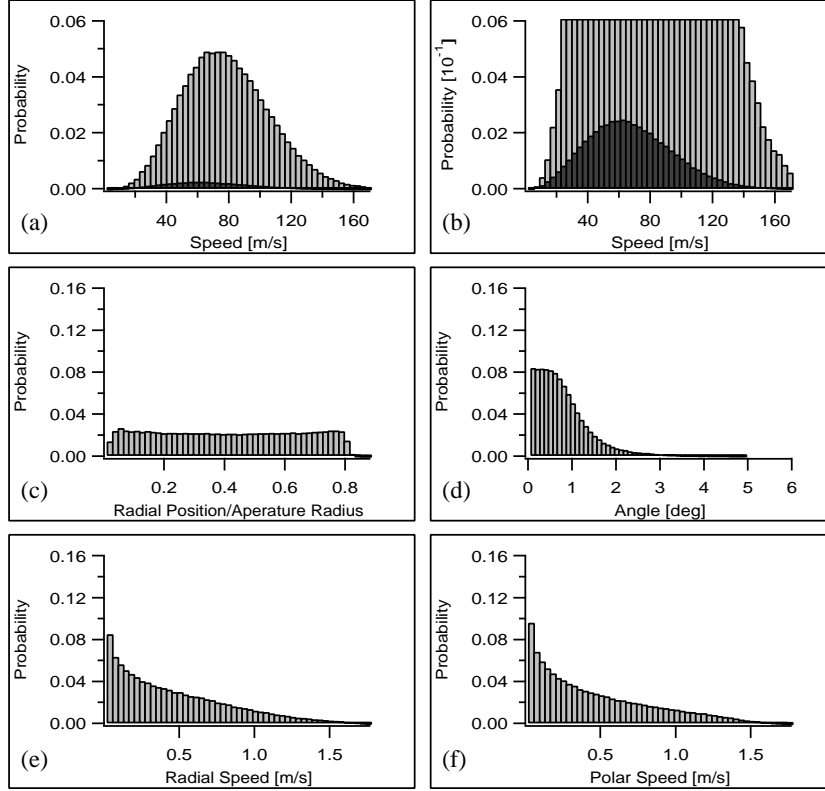 0.06
0.04
0.02
0.00
Probability
40 80 120 160
Speed [m/s]
(a)
0.06
0.04
0.02
0.00
Probability [10⁻¹]
40 80 120 160
Speed [m/s]
(b)
0.16
0.12
0.08
0.04
0.00
Probability
0.2 0.4 0.6 0.8
Radial Position/Aperature Radius
(c)
0.16
0.12
0.08
0.04
0.00
Probability
0 1 2 3 4 5 6
Angle [deg]
(d)
0.16
0.12
0.08
0.04
0.00
Probability
0.5 1.0 1.5
Radial Speed [m/s]
(e)
0.16
0.12
0.08
0.04
0.00
Probability
0.5 1.0 1.5
Polar Speed [m/s]
(f)